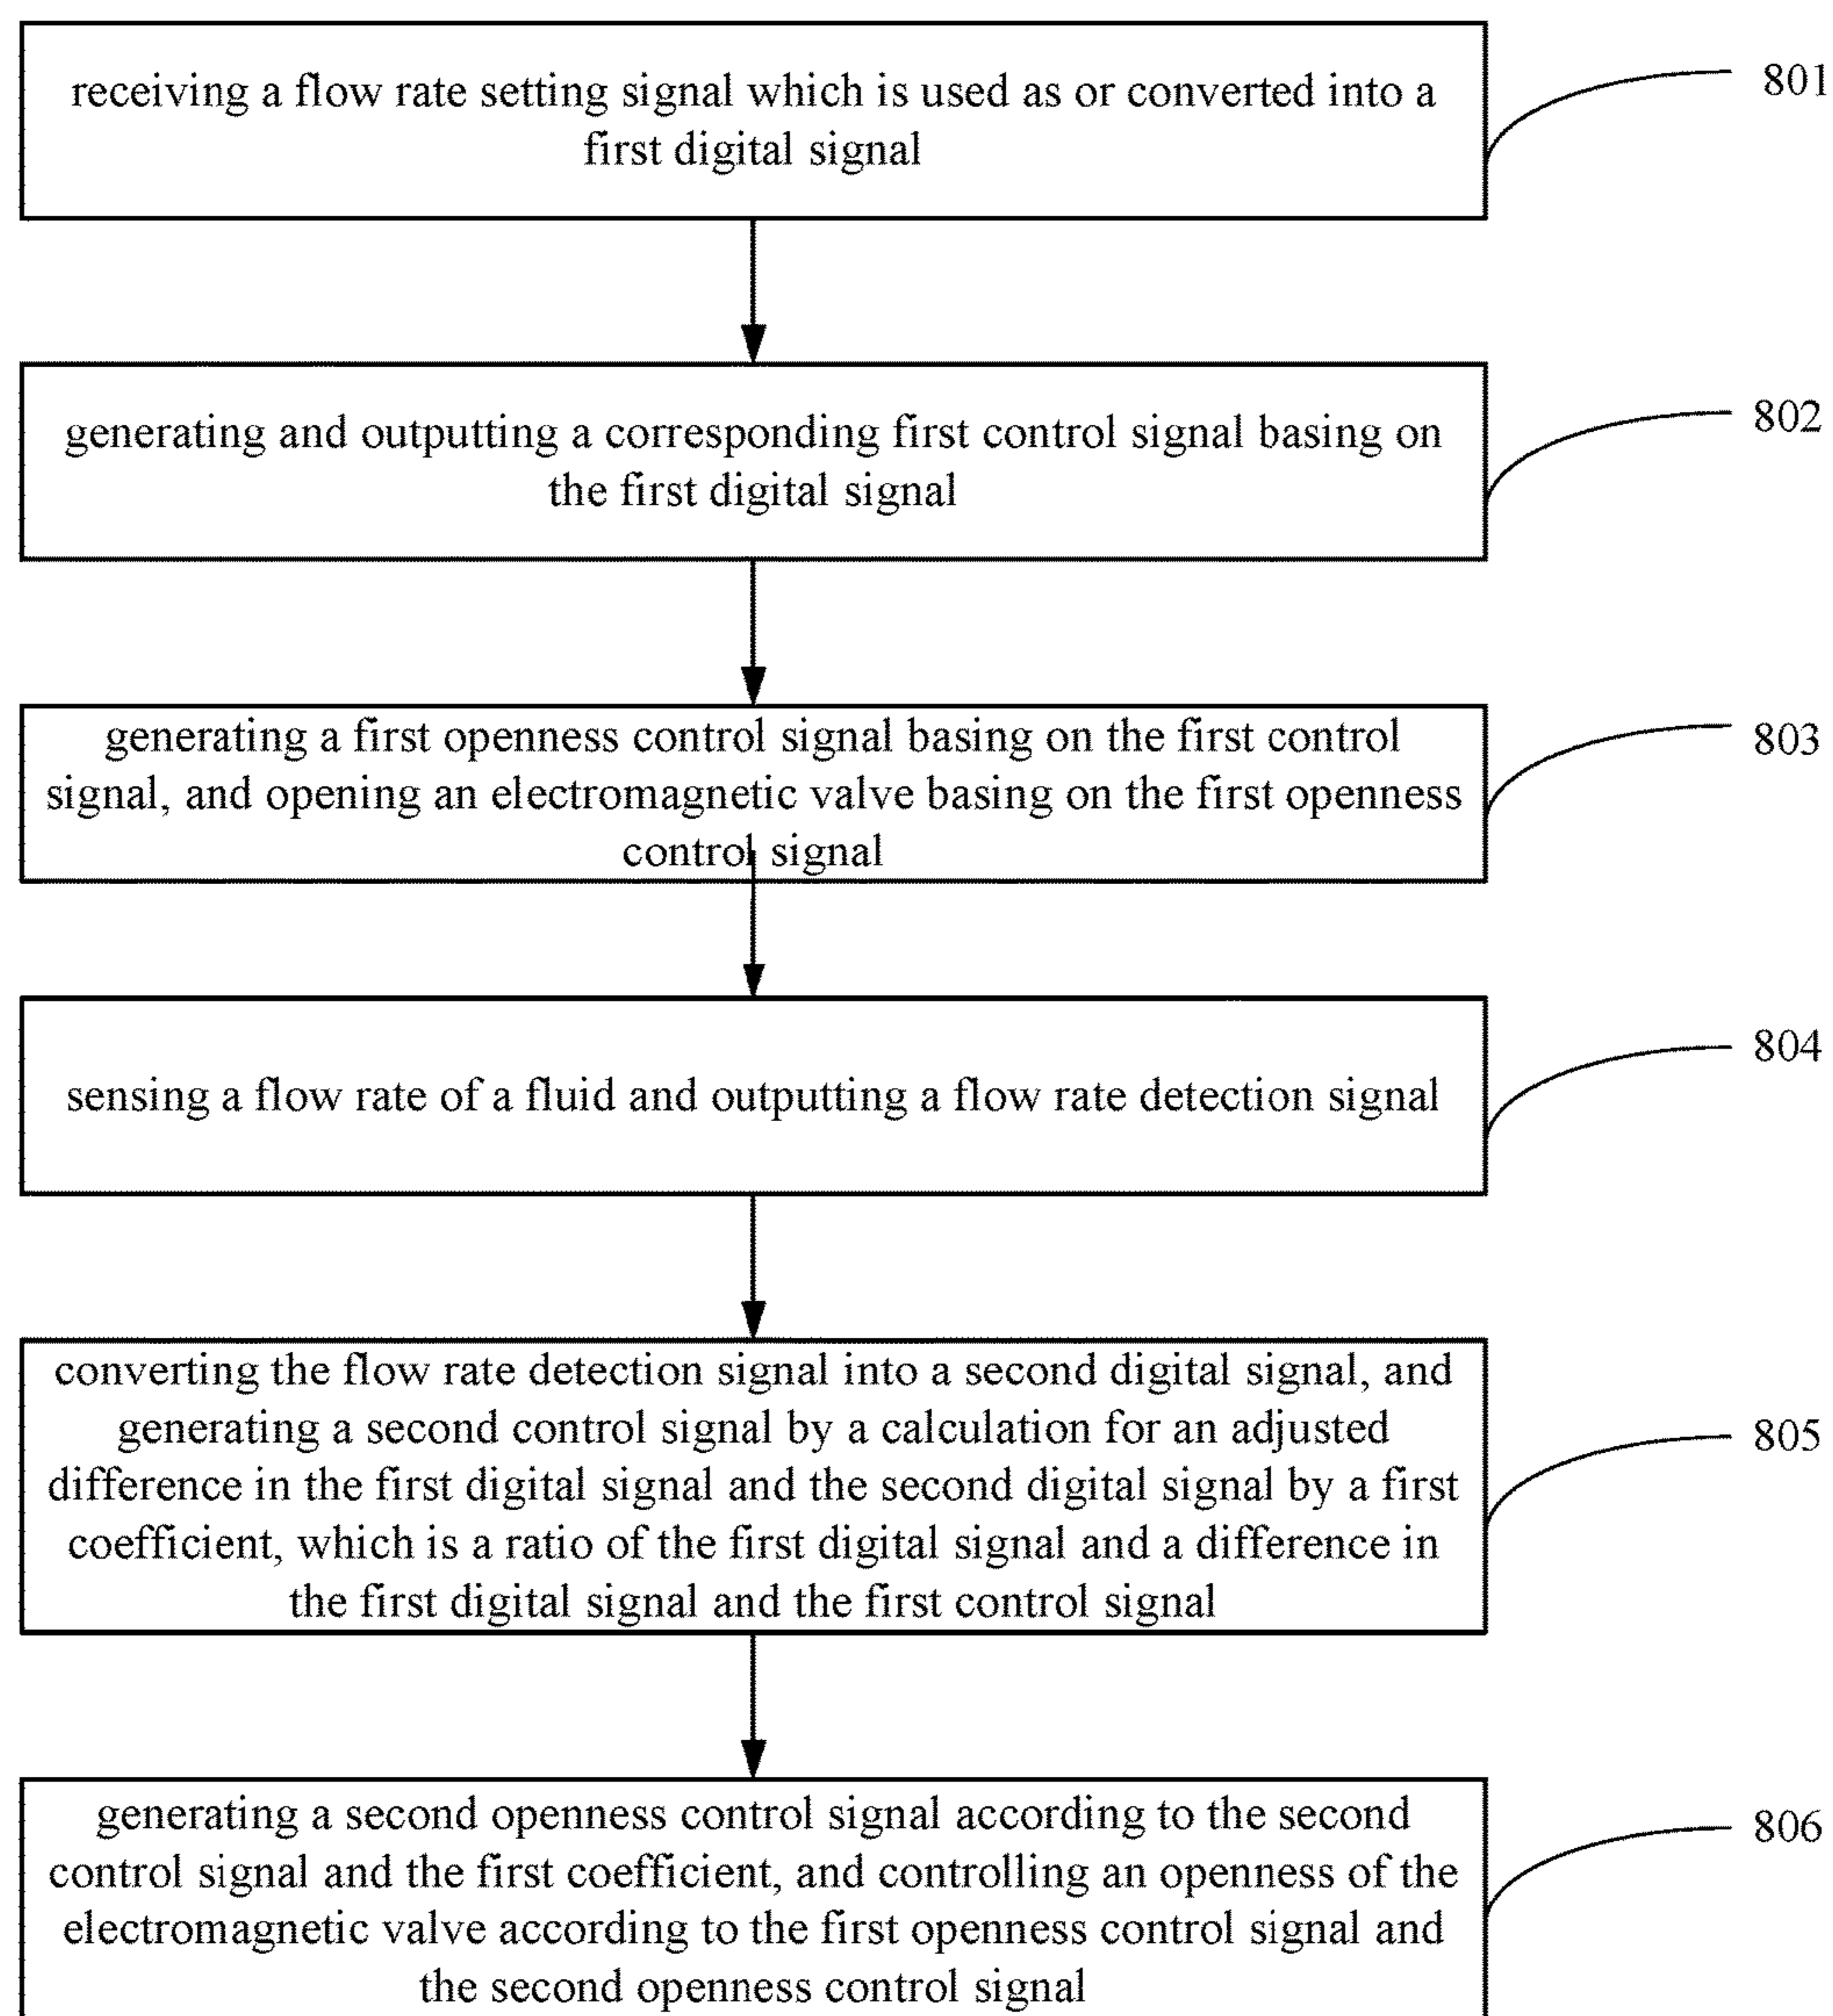 receiving a flow rate setting signal which is used as or converted into a
first digital signal
801
generating and outputting a corresponding first control signal basing on
the first digital signal
802
generating a first openness control signal basing on the first control
signal, and opening an electromagnetic valve basing on the first openness
control signal
803
sensing a flow rate of a fluid and outputting a flow rate detection signal
804
converting the flow rate detection signal into a second digital signal, and
generating a second control signal by a calculation for an adjusted
difference in the first digital signal and the second digital signal by a first
coefficient, which is a ratio of the first digital signal and a difference in
the first digital signal and the first control signal
805
generating a second openness control signal according to the second
control signal and the first coefficient, and controlling an openness of the
electromagnetic valve according to the first openness control signal and
the second openness control signal
806